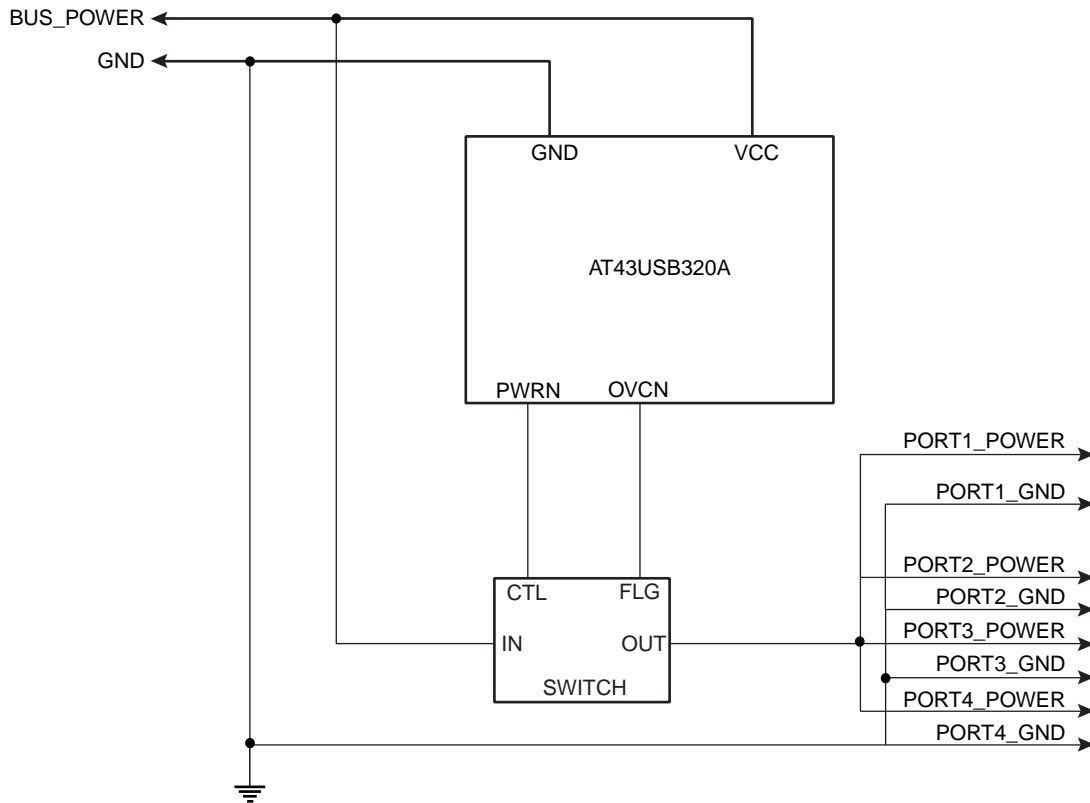 BUS_POWER
GND
GND VCC
AT43USB320A
PWRN OVCN
PORT1_POWER
PORT1_GND
PORT2_POWER
CTL FLG
PORT2_GND
PORT3_POWER
IN OUT
PORT3_GND
SWITCH
PORT4_POWER
PORT4_GND